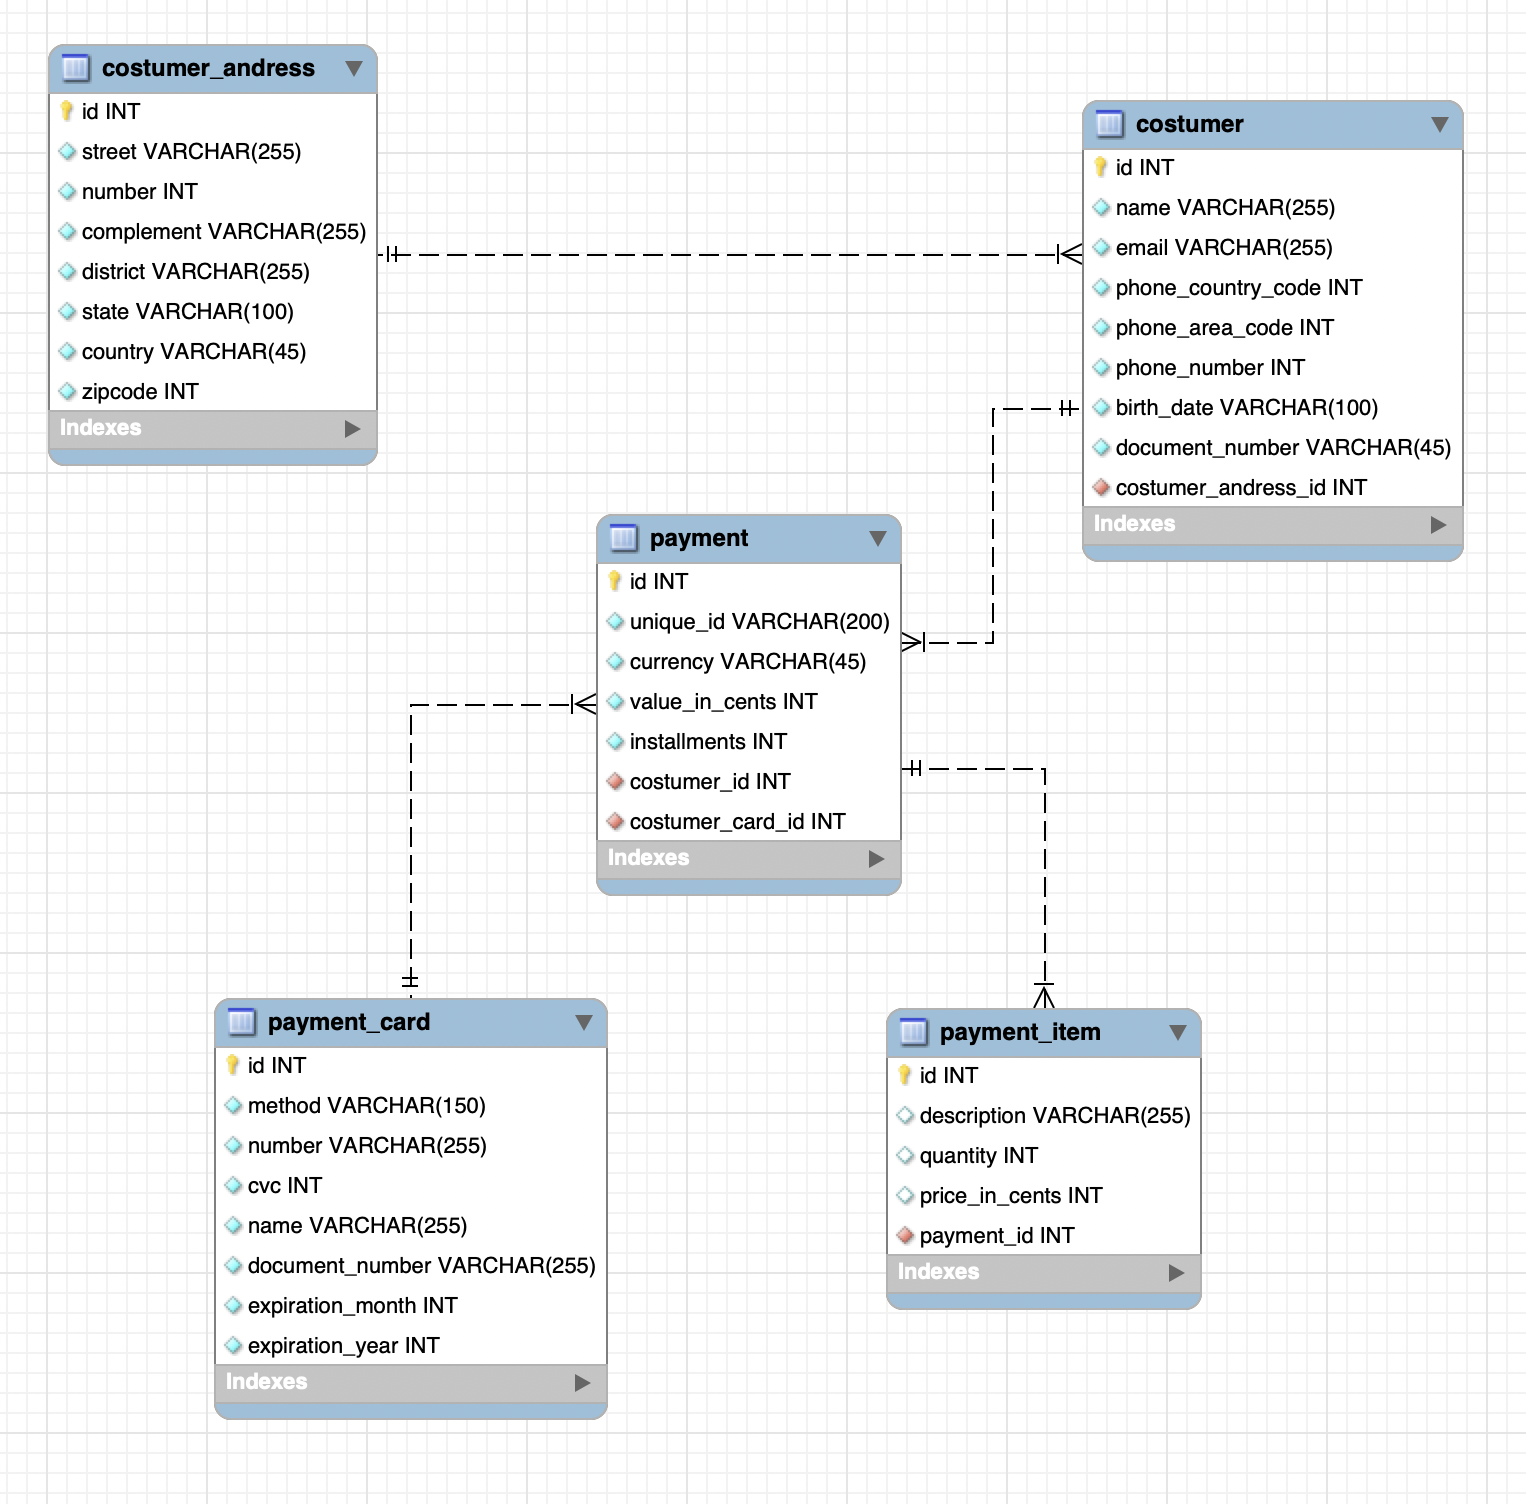 costumer_andress
id INT
street VARCHAR(255)
number INT
complement VARCHAR(255)
district VARCHAR(255)
state VARCHAR(100)
country VARCHAR(45)
zipcode INT
Indexes
costumer
id INT
name VARCHAR(255)
email VARCHAR(255)
phone_country_code INT
phone_area_code INT
phone_number INT
birth_date VARCHAR(100)
document_number VARCHAR(45)
costumer_andress_id INT
Indexes
payment
id INT
unique_id VARCHAR(200)
currency VARCHAR(45)
value_in_cents INT
installments INT
costumer_id INT
costumer_card_id INT
Indexes
payment_card
id INT
method VARCHAR(150)
number VARCHAR(255)
cvc INT
name VARCHAR(255)
document_number VARCHAR(255)
expiration_month INT
expiration_year INT
Indexes
payment_item
id INT
description VARCHAR(255)
quantity INT
price_in_cents INT
payment_id INT
Indexes